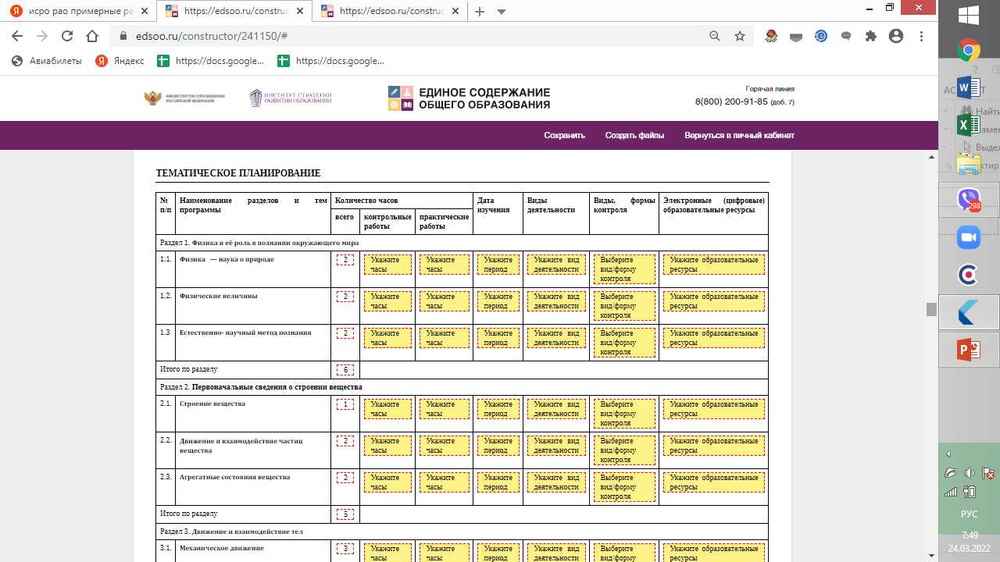 исро рао примерные ра
https://edsoo.ru/construc
https://edsoo.ru/construc
edsoo.ru/constructor/241150/#
Авиабилеты
Яндекс
https://docs.google...
https://docs.google...
МИНИСТЕРСТВО ПРОСВЕЩЕНИЯ
РОССИЙСКОЙ ФЕДЕРАЦИИ
ИНСТИТУТ СТРАТЕГИИ
РАЗВИТИЯ ОБРАЗОВАНИЯ
ЕДИНОЕ СОДЕРЖАНИЕ
ОБЩЕГО ОБРАЗОВАНИЯ
Горячая линия
8(800) 200-91-85 (доб. 7)
Сохранить Создать файлы Вернуться в личный кабинет
ТЕМАТИЧЕСКОЕ ПЛАНИРОВАНИЕ
№ п/п
Наименование разделов и тем программы
Количество часов
всего
контрольные работы
практические работы
Дата изучения
Виды деятельности
Виды, формы контроля
Электронные (цифровые) образовательные ресурсы
Раздел 1. Физика и её роль в познании окружающего мира
1.1. Физика — наука о природе 2 Укажите часы Укажите часы Укажите период Укажите вид деятельности Выберите вид/форму контроля Укажите образовательные ресурсы
1.2. Физические величины 2 Укажите часы Укажите часы Укажите период Укажите вид деятельности Выберите вид/форму контроля Укажите образовательные ресурсы
1.3 Естественно- научный метод познания 2 Укажите часы Укажите часы Укажите период Укажите вид деятельности Выберите вид/форму контроля Укажите образовательные ресурсы
Итого по разделу 6
Раздел 2. Первоначальные сведения о строении вещества
2.1. Строение вещества 1 Укажите часы Укажите часы Укажите период Укажите вид деятельности Выберите вид/форму контроля Укажите образовательные ресурсы
2.2. Движение и взаимодействие частиц вещества 2 Укажите часы Укажите часы Укажите период Укажите вид деятельности Выберите вид/форму контроля Укажите образовательные ресурсы
2.3. Агрегатные состояния вещества 2 Укажите часы Укажите часы Укажите период Укажите вид деятельности Выберите вид/форму контроля Укажите образовательные ресурсы
Итого по разделу 5
Раздел 3. Движение и взаимодействие тел
3.1. Механическое движение 3 Укажите часы Укажите часы Укажите период Укажите вид деятельности Выберите вид/форму Укажите образовательные ресурсы
Найти
Выдел
298
РУС
7:49
24.03.2022